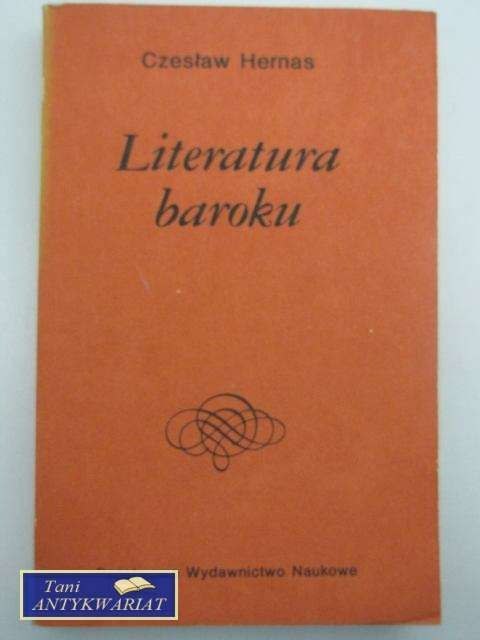 Czesław Hernas
Literatura
baroku
Wydawnictwo Naukowe
Tani
ANTYKWARIAT